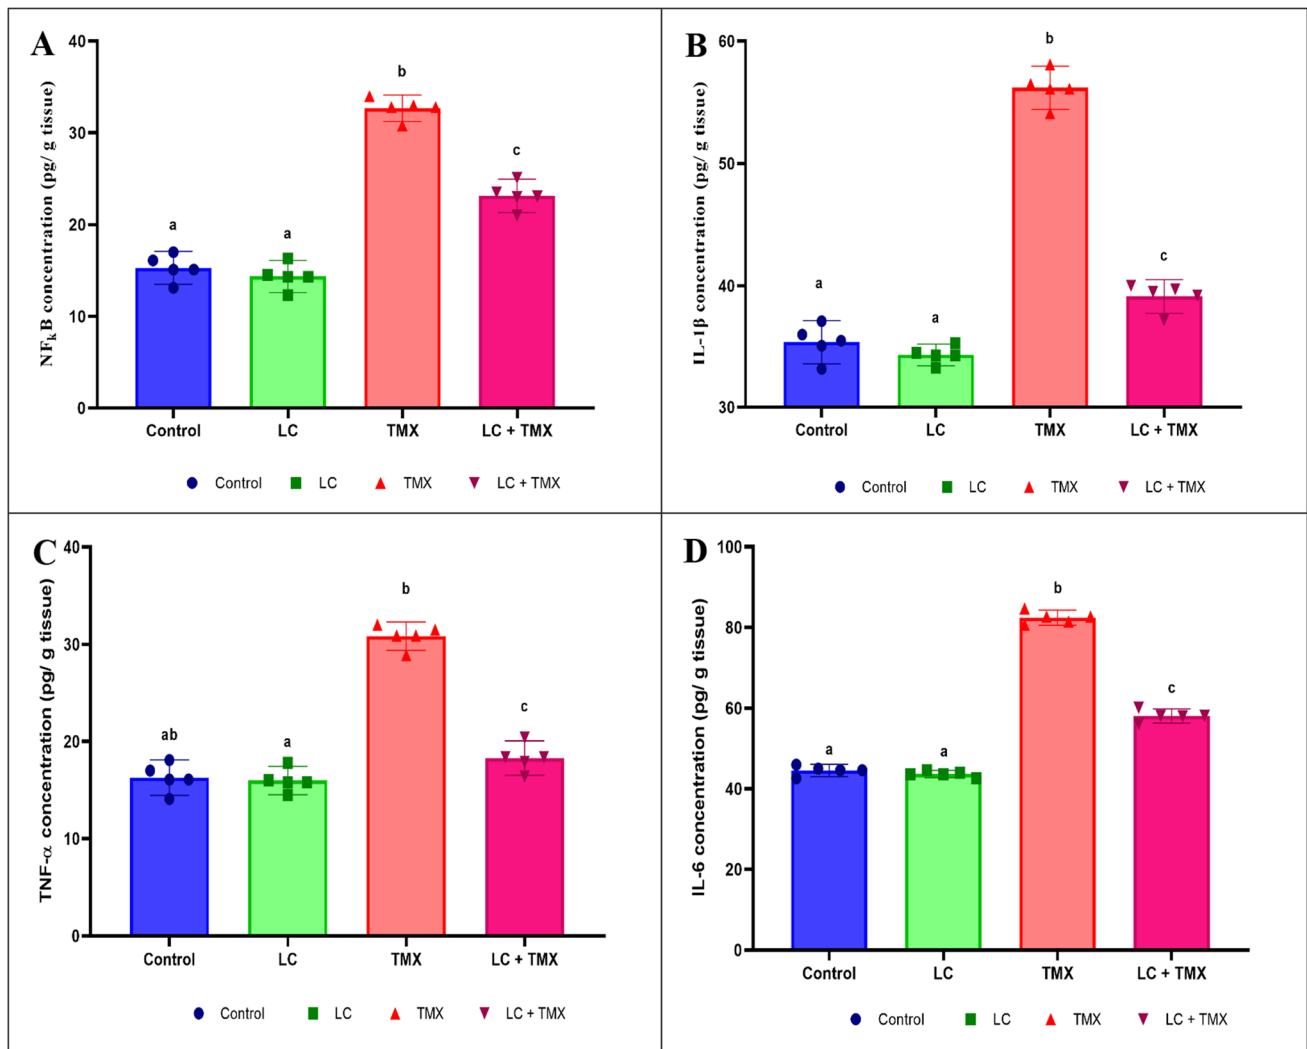 A
NFkB concentration (pg/ g tissue)
40
30
20
10
0
a
a
b
c
Control LC TMX LC + TMX
Control LC TMX LC + TMX
B
IL-1β concentration (pg/ g tissue)
60
50
40
30
a
a
b
c
Control LC TMX LC + TMX
Control LC TMX LC + TMX
C
TNF-α concentration (pg/ g tissue)
40
30
20
10
0
ab
a
b
c
Control LC TMX LC + TMX
Control LC TMX LC + TMX
D
IL-6 concentration (pg/ g tissue)
100
80
60
40
20
0
a
a
b
c
Control LC TMX LC + TMX
Control LC TMX LC + TMX